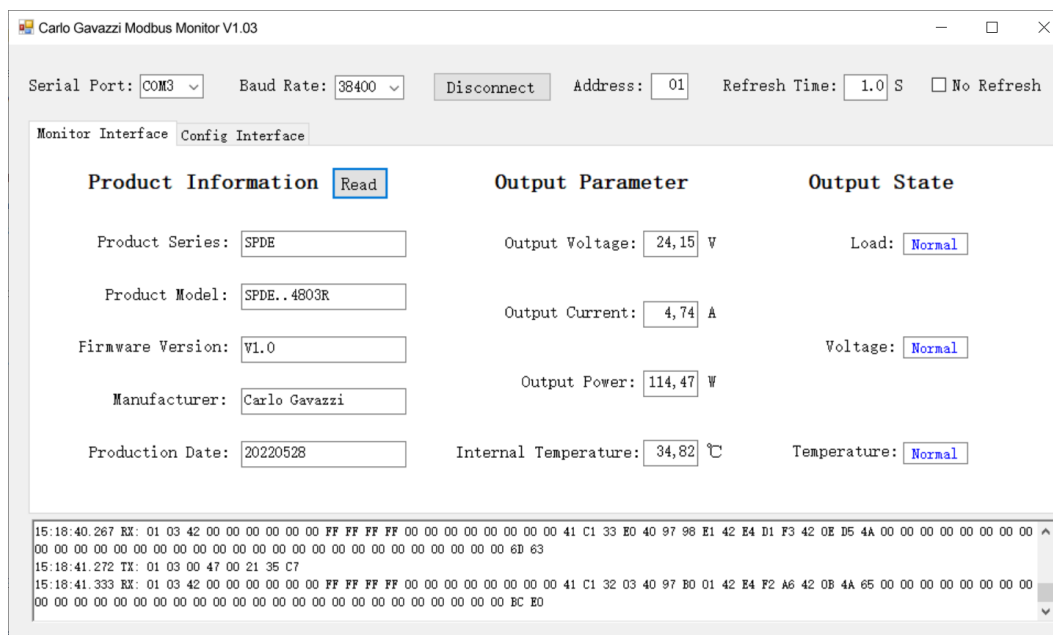 Carlo Gavazzi Modbus Monitor V1.03
Serial Port: COM3 Baud Rate: 38400 Disconnect Address: 01 Refresh Time: 1.0 S No Refresh
Monitor Interface Config Interface
Product Information Read Output Parameter Output State
Product Series: SPDE Output Voltage: 24,15 V Load: Normal
Product Model: SPDE..4803R
Output Current: 4,74 A
Firmware Version: V1.0 Voltage: Normal
Output Power: 114,47 W
Manufacturer: Carlo Gavazzi
Production Date: 20220528 Internal Temperature: 34,82 ℃ Temperature: Normal
15:18:40.267 RX: 01 03 42 00 00 00 00 00 00 FF FF FF FF 00 00 00 00 00 00 00 00 41 C1 33 E0 40 97 98 E1 42 E4 D1 F3 42 0E D5 4A 00 00 00 00 00 00 00 00
00 00 00 00 00 00 00 00 00 00 00 00 00 00 00 00 00 00 00 00 00 00 00 00 6D 63
15:18:41.272 TX: 01 03 00 47 00 21 35 C7
15:18:41.333 RX: 01 03 42 00 00 00 00 00 00 FF FF FF FF 00 00 00 00 00 00 00 00 41 C1 32 03 40 97 B0 01 42 E4 F2 A6 42 0B 4A 65 00 00 00 00 00 00 00 00
00 00 00 00 00 00 00 00 00 00 00 00 00 00 00 00 00 00 00 00 00 00 00 00 BC E0